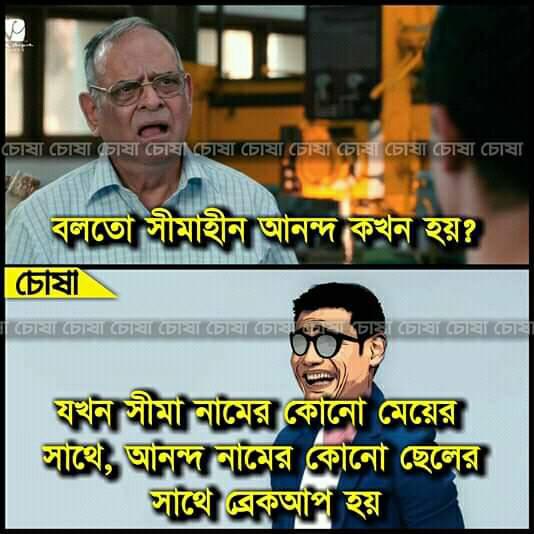 চোষা চোষা চোষা চোষা চোষা চোষা চোষা চোষা চোষা চোষা চোষা
বলতো সীমাহীন আনন্দ কখন হয়?
চোষা
চোষা চোষা চোষা চোষা চোষা চোষা চোষা চোষা চোষা চোষা চোষা
যখন সীমা নামের কোনো মেয়ের
সাথে, আনন্দ নামের কোনো ছেলের
সাথে ব্রেকআপ হয়